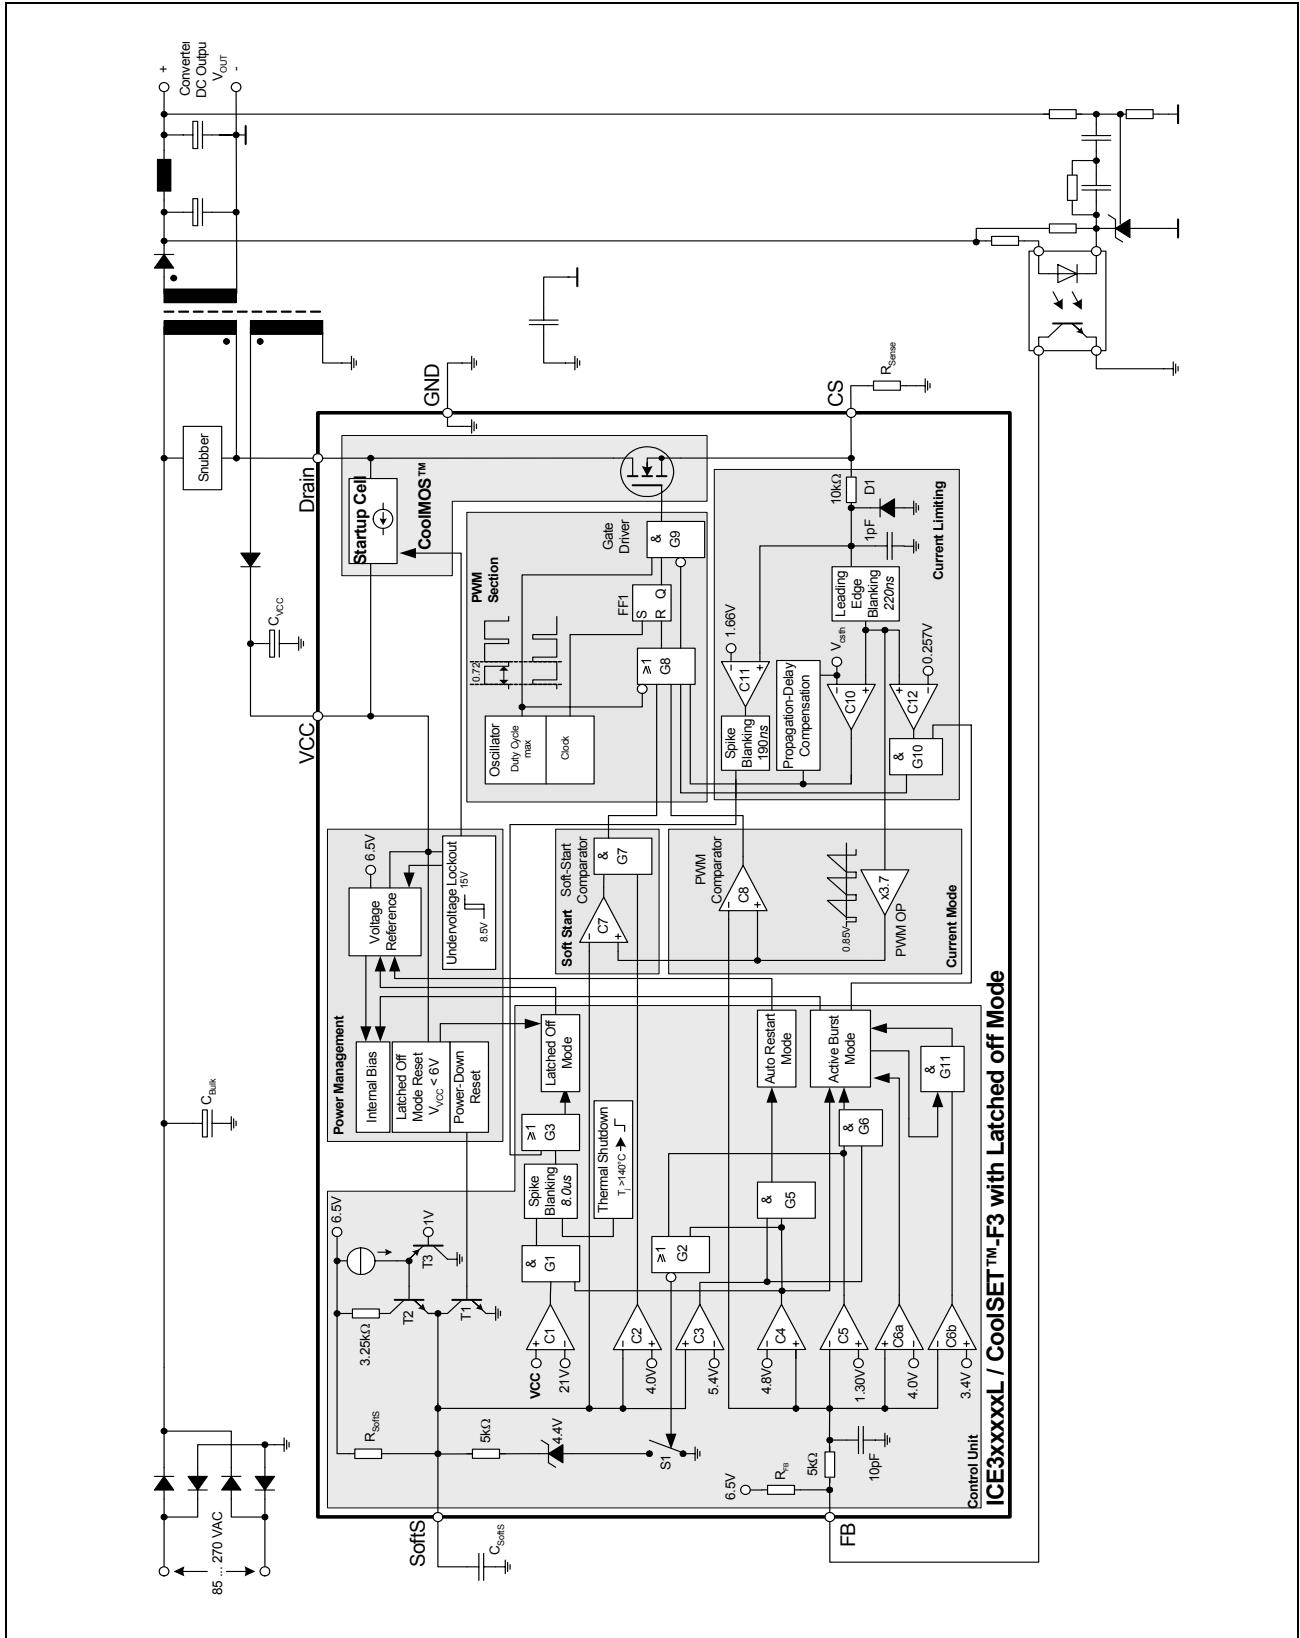 85 ... 270 VAC
C_Bulk
Snubber
+
Converter
DC Output
V_OUT
-
C_VCC
VCC
Drain
GND
CS
R_Sense
SoftS
C_SoftS
FB
Power Management
Internal Bias
Voltage
Reference
6.5V
Latched Off
Mode Reset
V_VCC < 6V
Power-Down
Reset
Undervoltage Lockout
15V
8.5V
Startup Cell
CoolMOS™
PWM
Section
0.72
Oscillator
Duty Cycle
max
Clock
FF1
S
R
Q
≥1
G8
Gate
Driver
&
G9
6.5V
3.25kΩ
R_SoftS
T2
T3
1V
T1
5kΩ
4.4V
S1
VCC
+
−
21V
C1
&
G1
Spike
Blanking
8.0us
≥1
G3
Latched Off
Mode
Thermal Shutdown
T_j >140°C
−
+
4.0V
C2
+
−
5.4V
C3
≥1
G2
−
+
4.8V
C4
&
G5
Auto Restart
Mode
−
+
1.30V
C5
&
G6
Active Burst
Mode
+
−
4.0V
C6a
−
+
3.4V
C6b
&
G11
6.5V
R_FB
5kΩ
10pF
Control Unit
Soft Start
Soft-Start
Comparator
−
+
C7
&
G7
PWM
Comparator
−
+
C8
0.85V
x3.7
PWM OP
Current Mode
Spike
Blanking
190ns
−
+
C11
1.66V
Propagation-Delay
Compensation
V_csth
−
+
C10
+
−
C12
0.257V
&
G10
Leading
Edge
Blanking
220ns
10kΩ
D1
1pF
Current Limiting
ICE3xxxxxL / CoolSET™-F3 with Latched off Mode